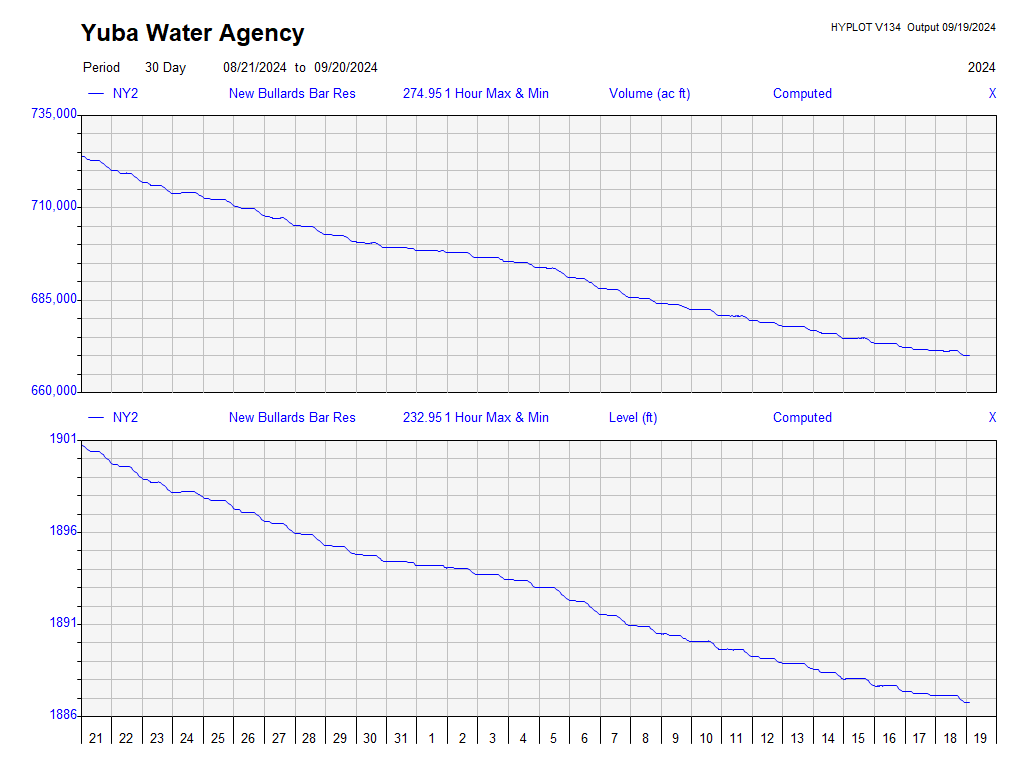 Yuba Water Agency
HYPLOT V134 Output 09/19/2024
Period 30 Day 08/21/2024 to 09/20/2024 2024
NY2 New Bullards Bar Res 274.95 1 Hour Max & Min Volume (ac ft) Computed X
735,000
710,000
685,000
660,000
NY2 New Bullards Bar Res 232.95 1 Hour Max & Min Level (ft) Computed X
1901
1896
1891
1886
21 22 23 24 25 26 27 28 29 30 31 1 2 3 4 5 6 7 8 9 10 11 12 13 14 15 16 17 18 19